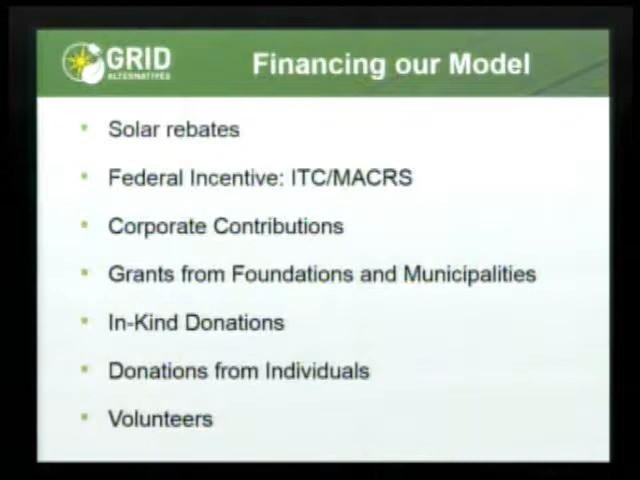 GRID
ALTERNATIVES
Financing our Model
Solar rebates
Federal Incentive: ITC/MACRS
Corporate Contributions
Grants from Foundations and Municipalities
In-Kind Donations
Donations from Individuals
Volunteers